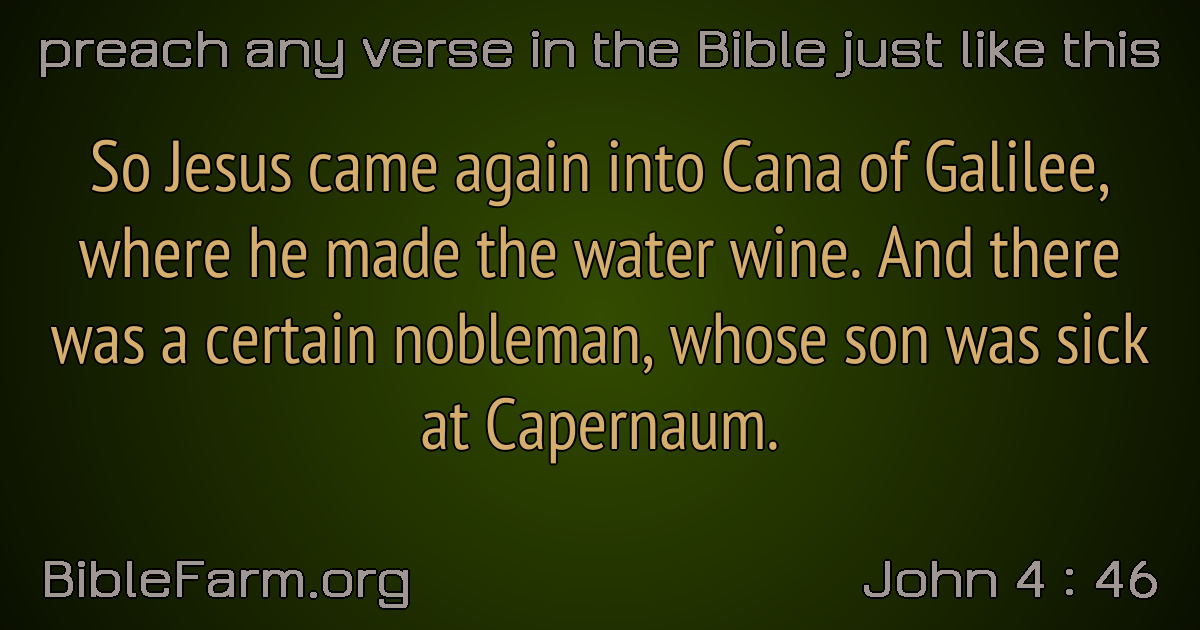 preach any verse in the Bible just like this
So Jesus came again into Cana of Galilee,
where he made the water wine. And there
was a certain nobleman, whose son was sick
at Capernaum.
BibleFarm.org
John 4 : 46